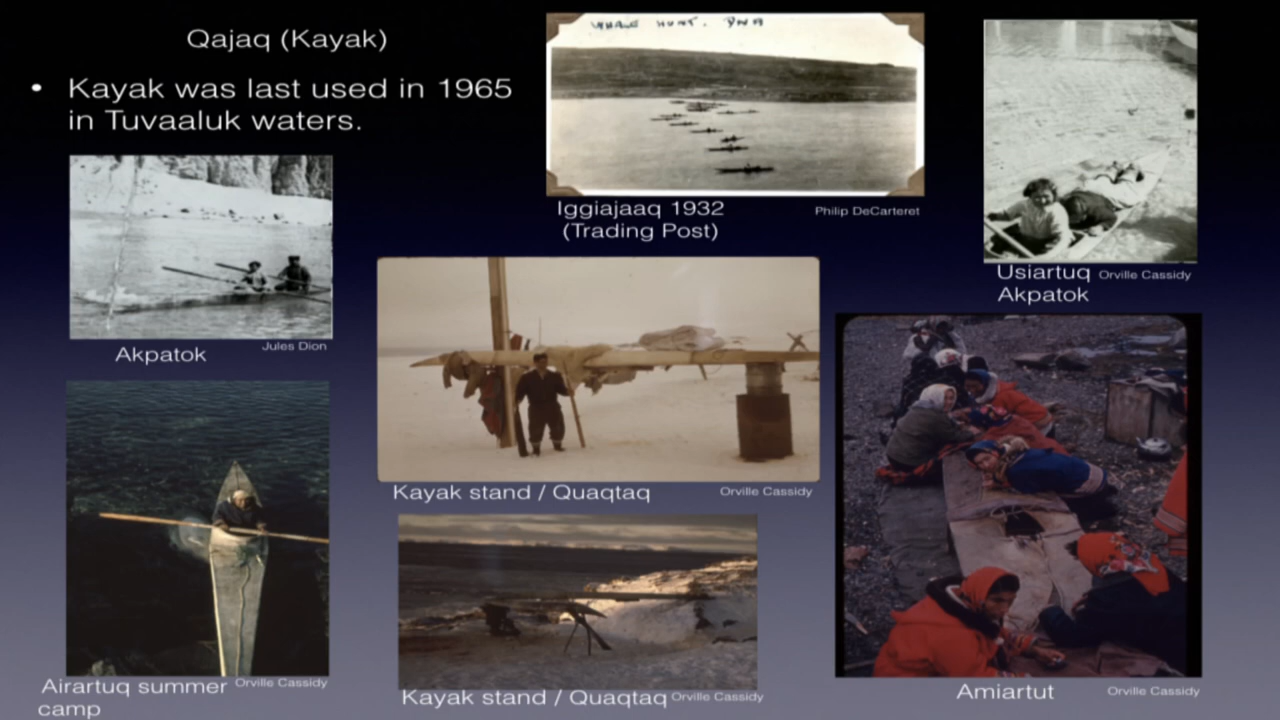 Qajaq (Kayak)
• Kayak was last used in 1965
in Tuvaaluk waters.
WHALE HUNT.
Iggiajaaq 1932
(Trading Post)
Philip DeCarteret
Usiartuq
Akpatok
Orville Cassidy
Akpatok
Jules Dion
Kayak stand / Quaqtaq
Orville Cassidy
Airartuq summer
camp
Orville Cassidy
Kayak stand / Quaqtaq
Orville Cassidy
Amiartut
Orville Cassidy